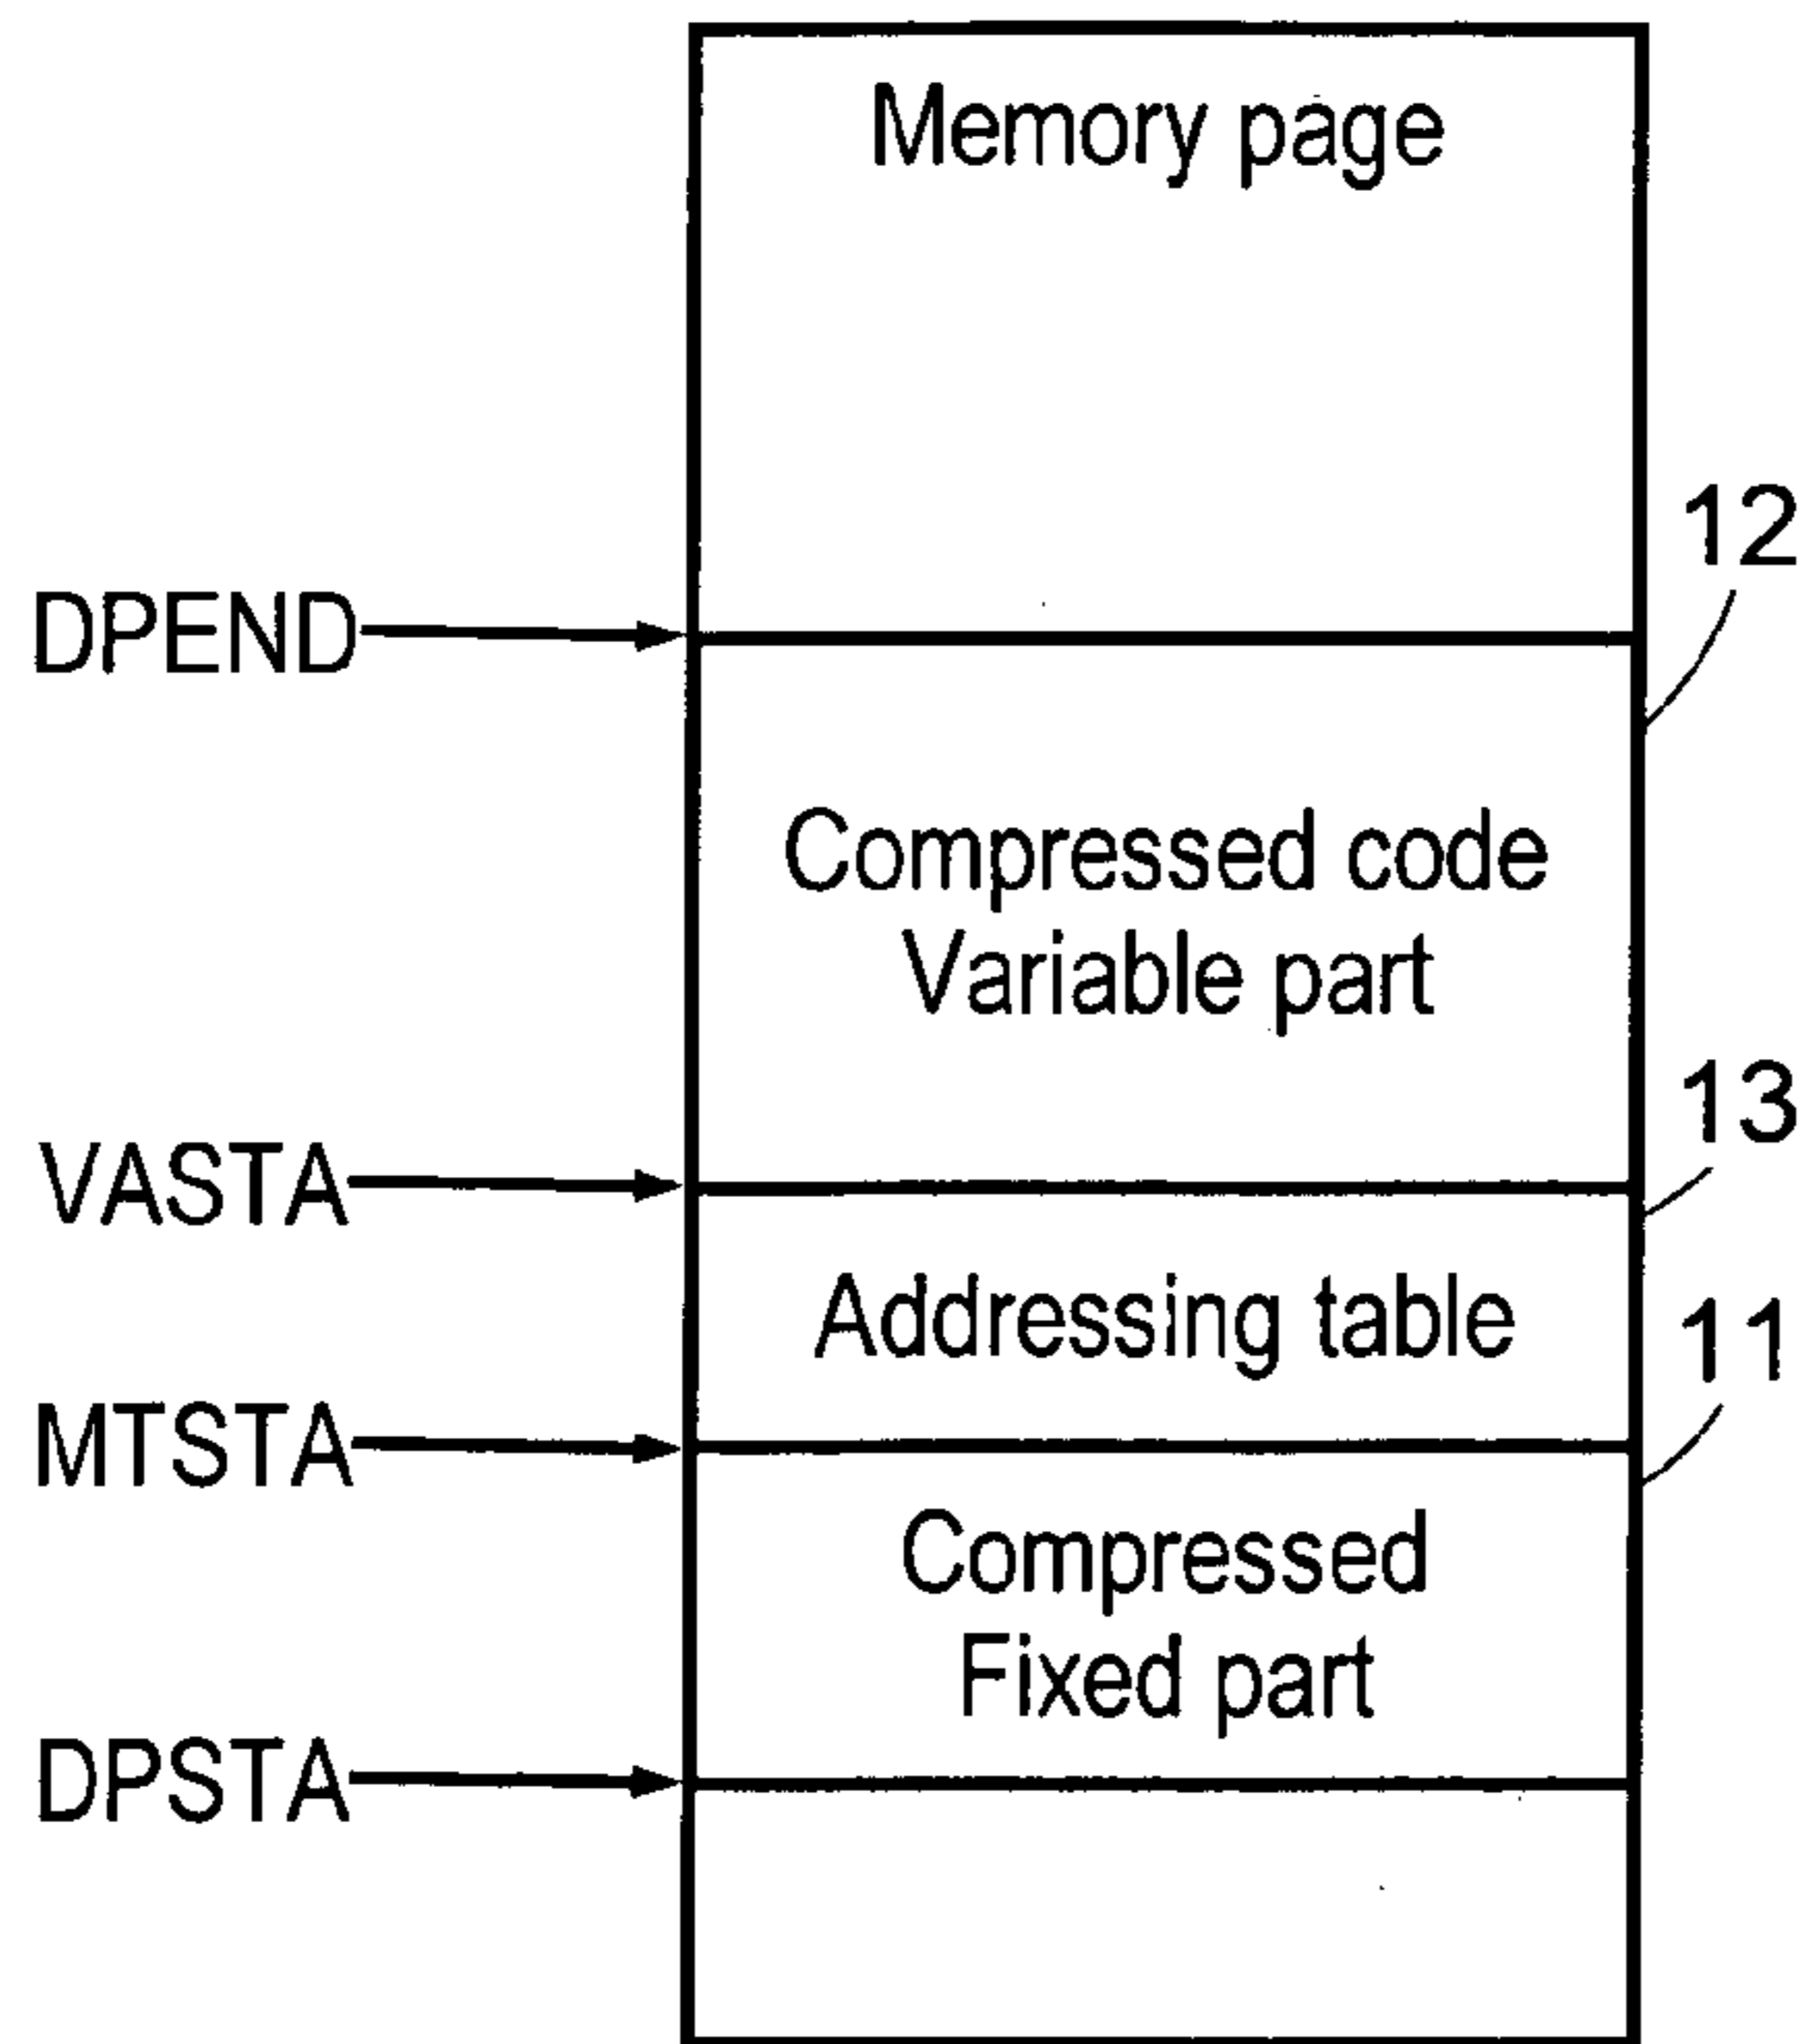 Memory page
12
DPEND
Compressed code
Variable part
13
VASTA
Addressing table
11
MTSTA
Compressed
Fixed part
DPSTA